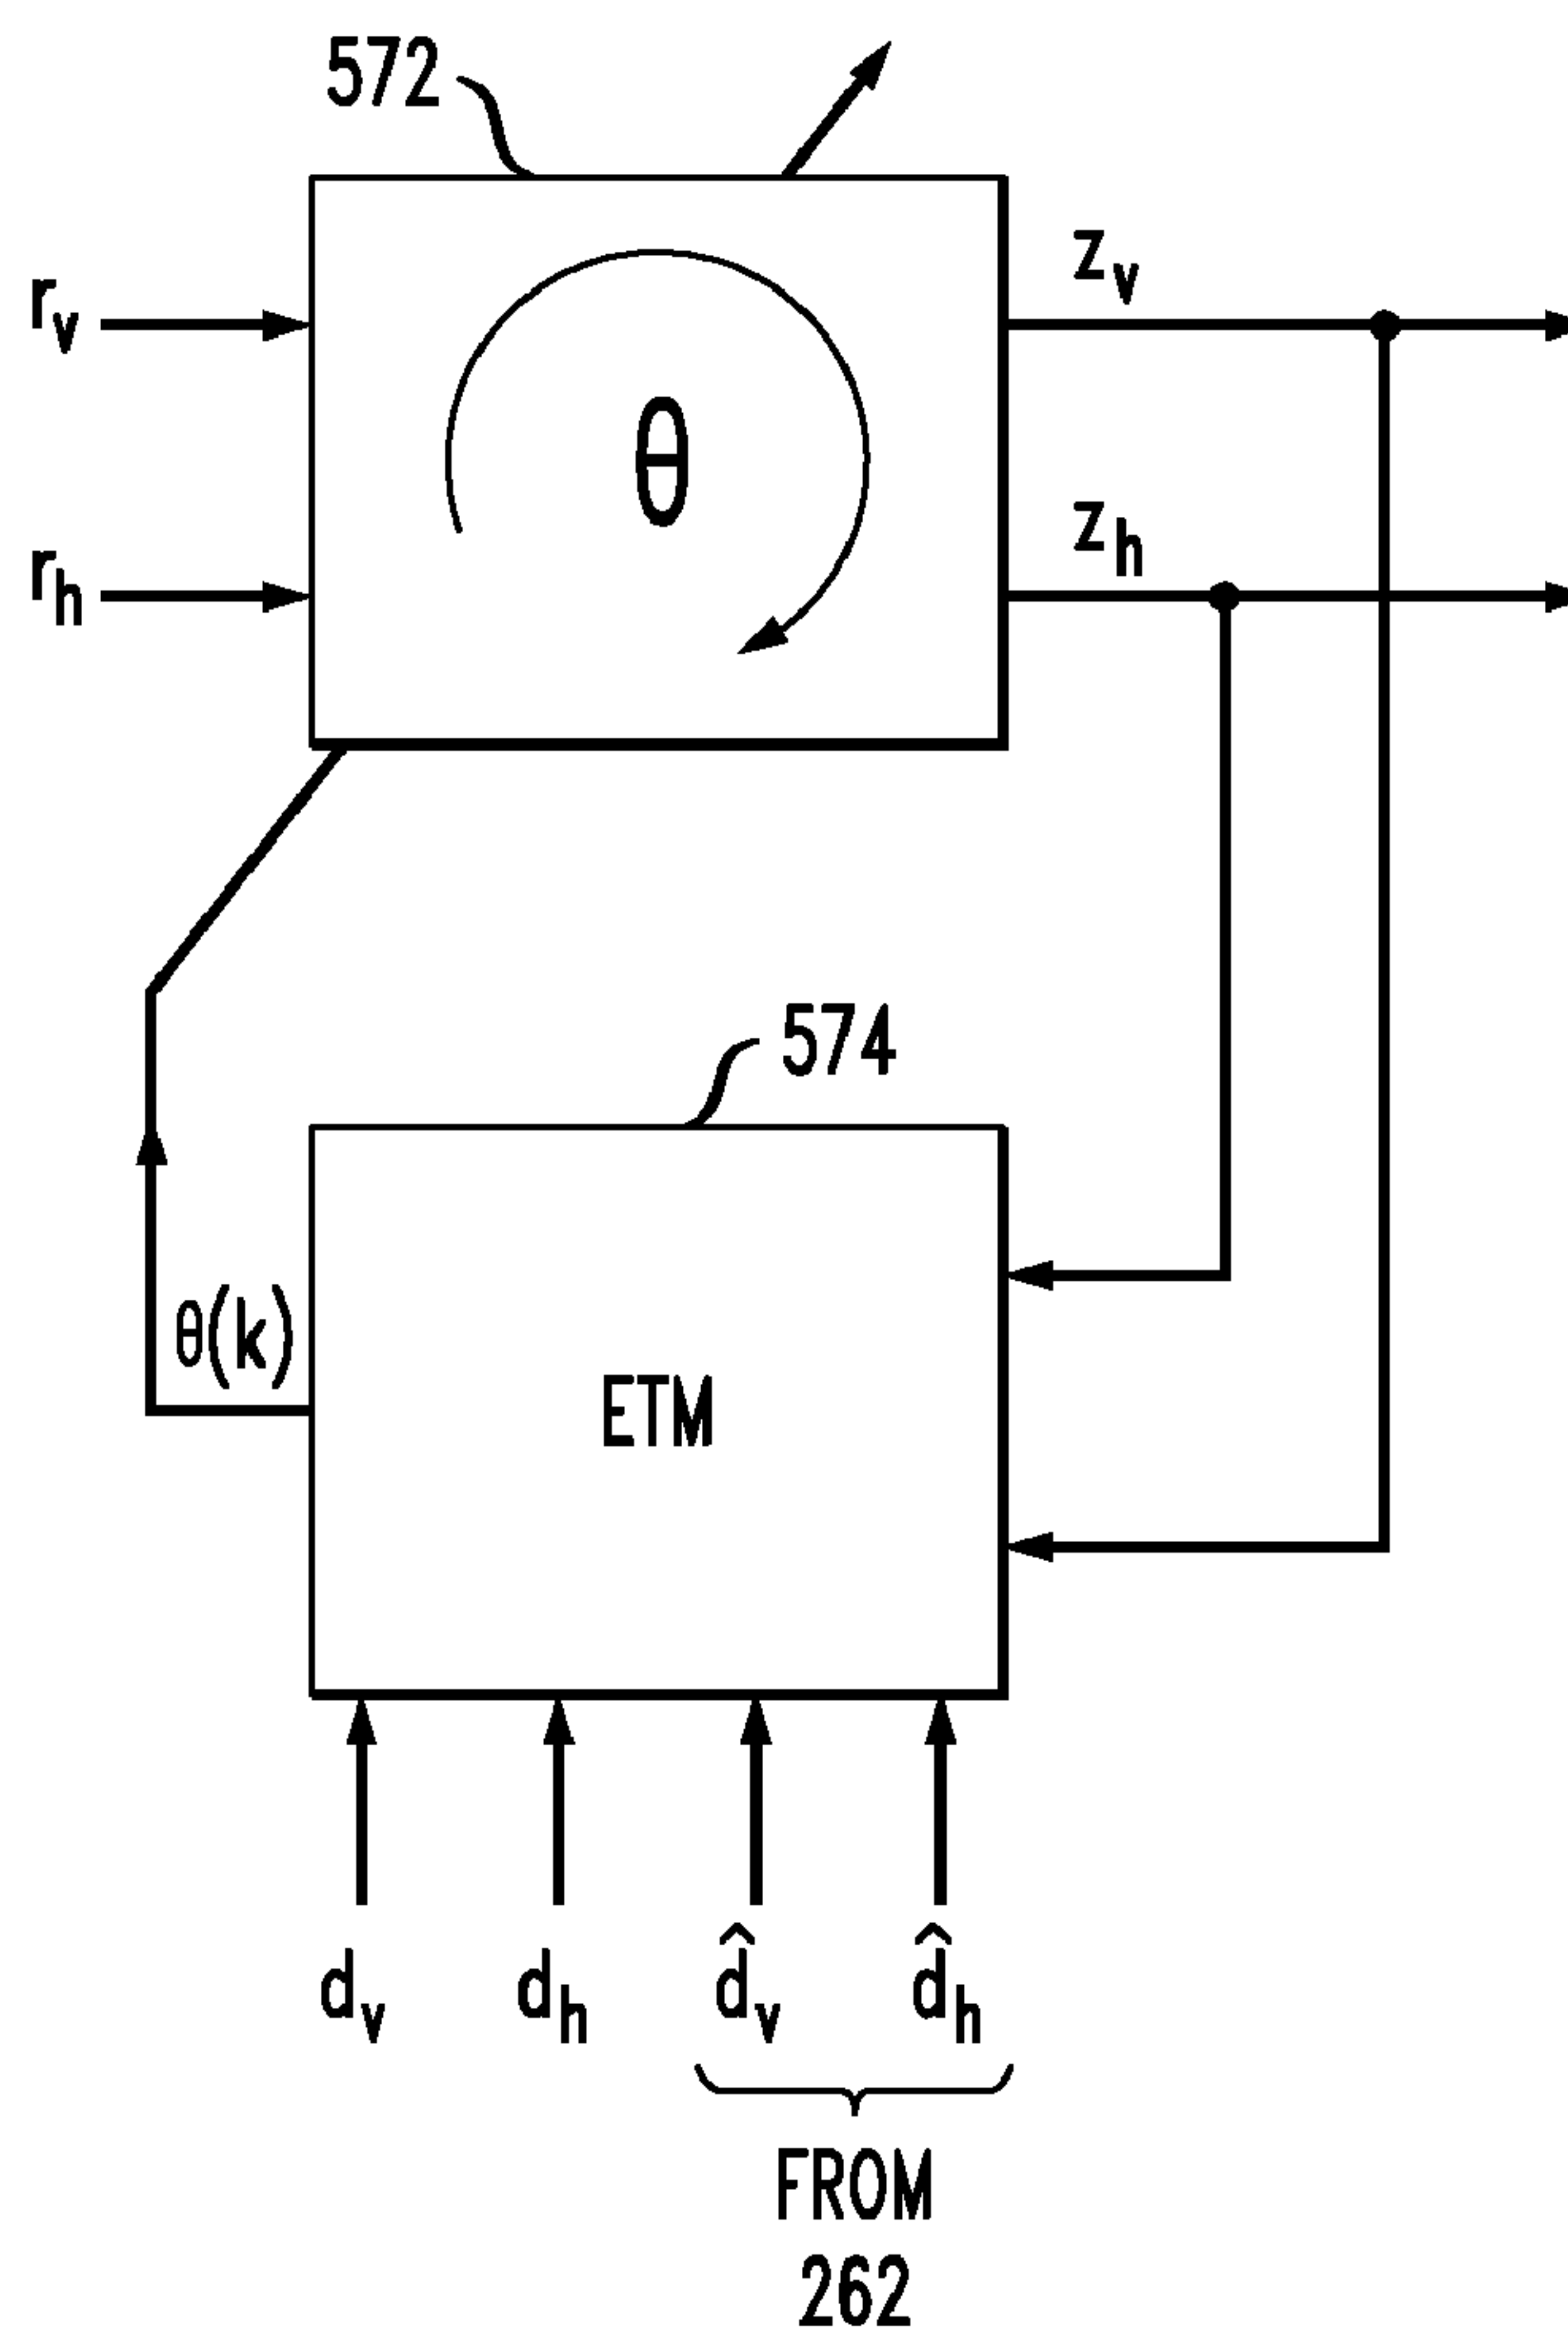 572
r_v
z_v
θ
r_h
z_h
574
θ(k)
ETM
d_v d_h d̂_v d̂_h
FROM
262